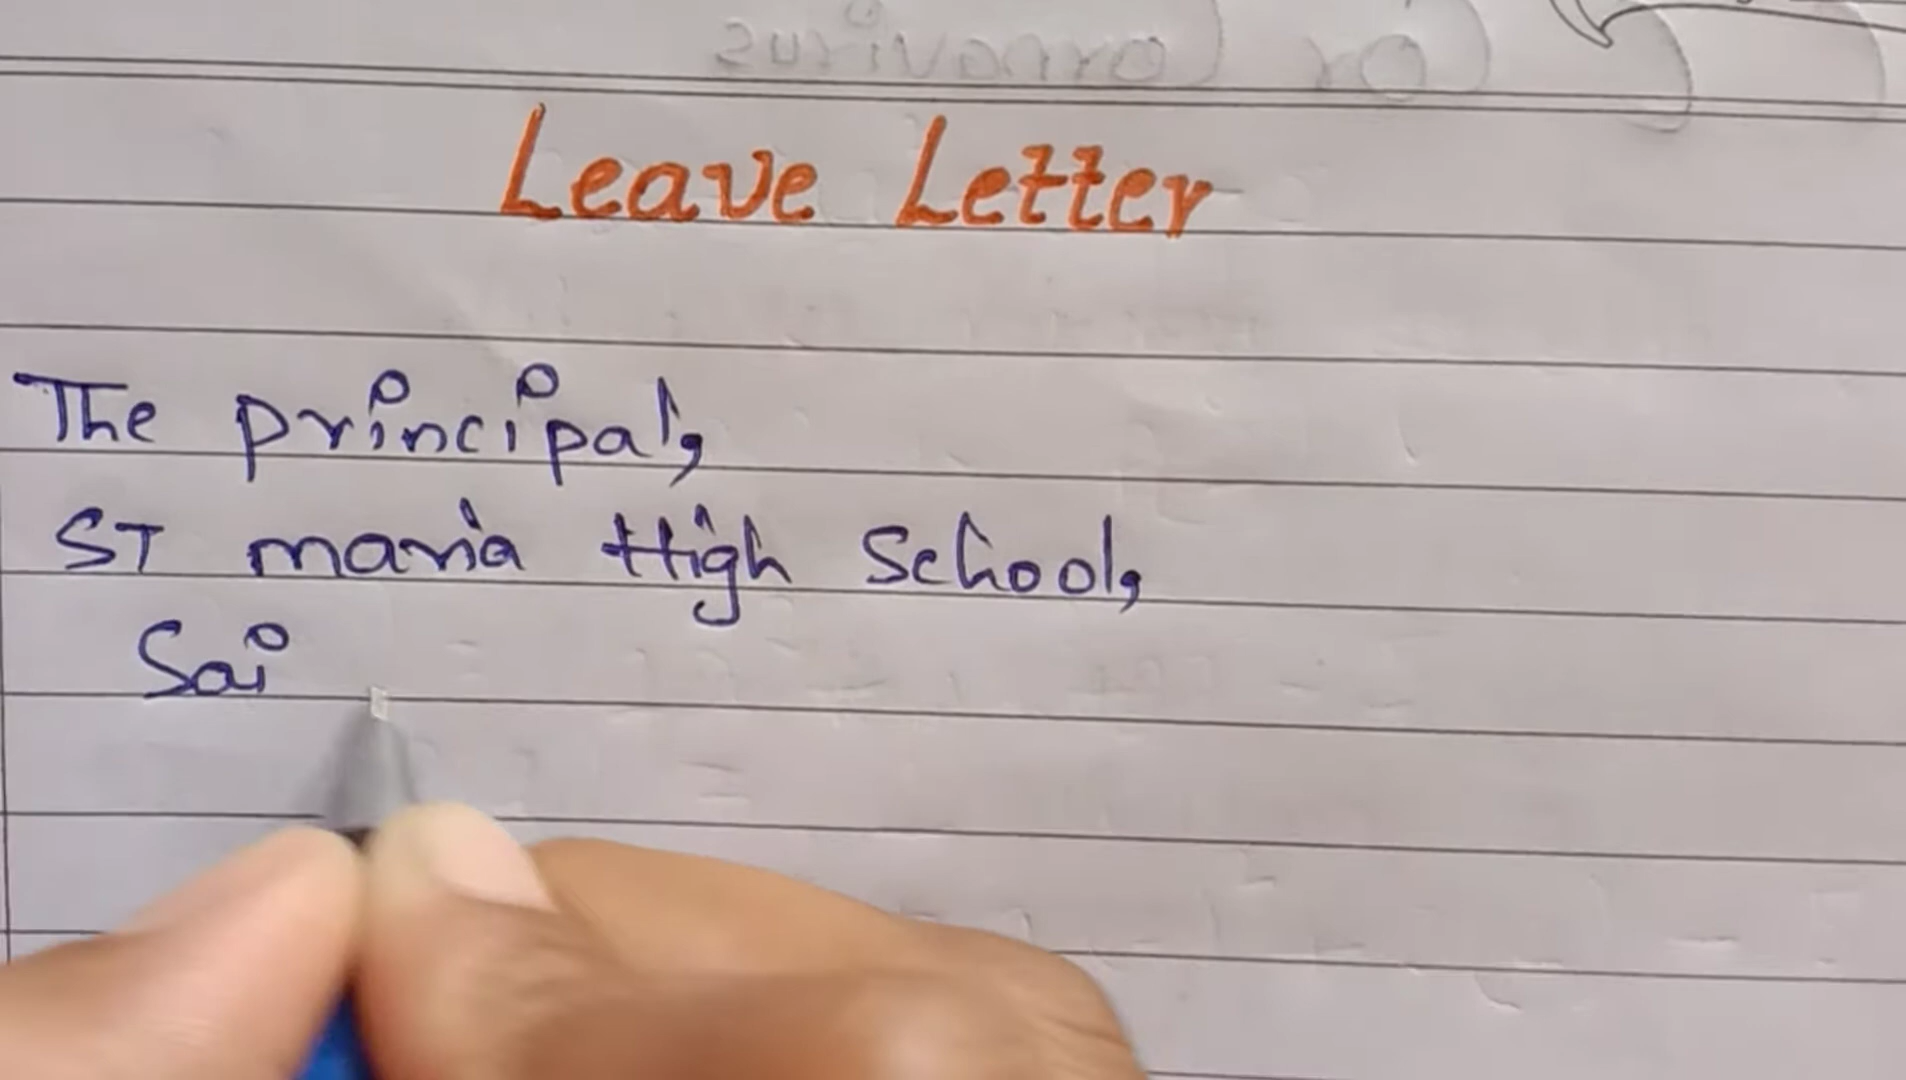 Leave Letter
The principal,
ST maria High School,
Sai